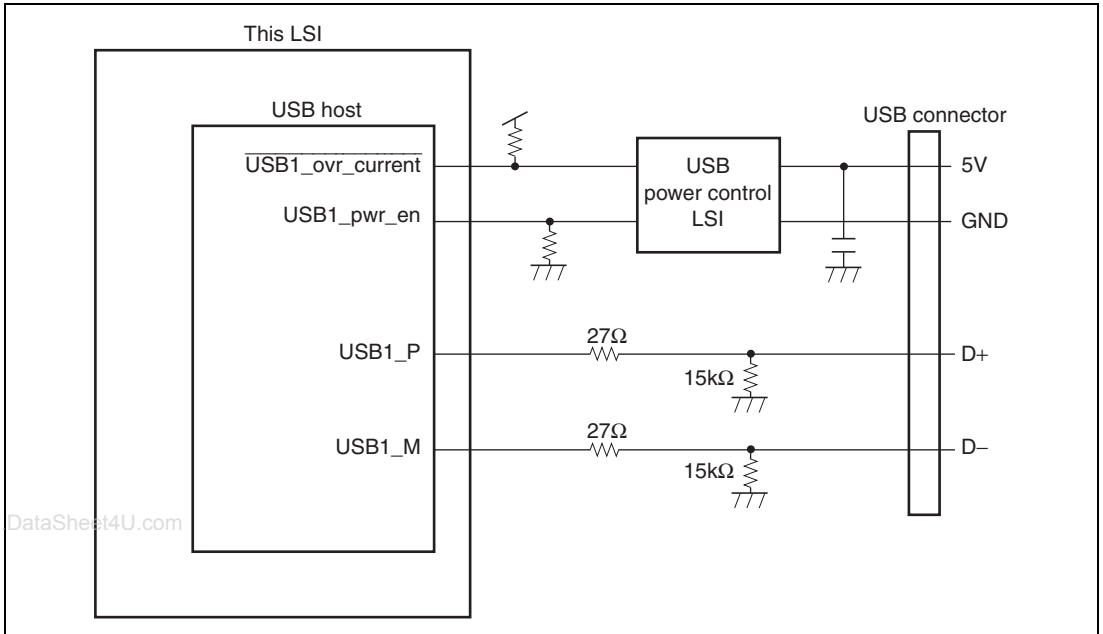 This LSI
USB host
USB connector
USB1_ovr_current
USB
power control
LSI
5V
USB1_pwr_en
GND
27Ω
USB1_P
D+
15kΩ
27Ω
USB1_M
D−
15kΩ
DataSheet4U.com